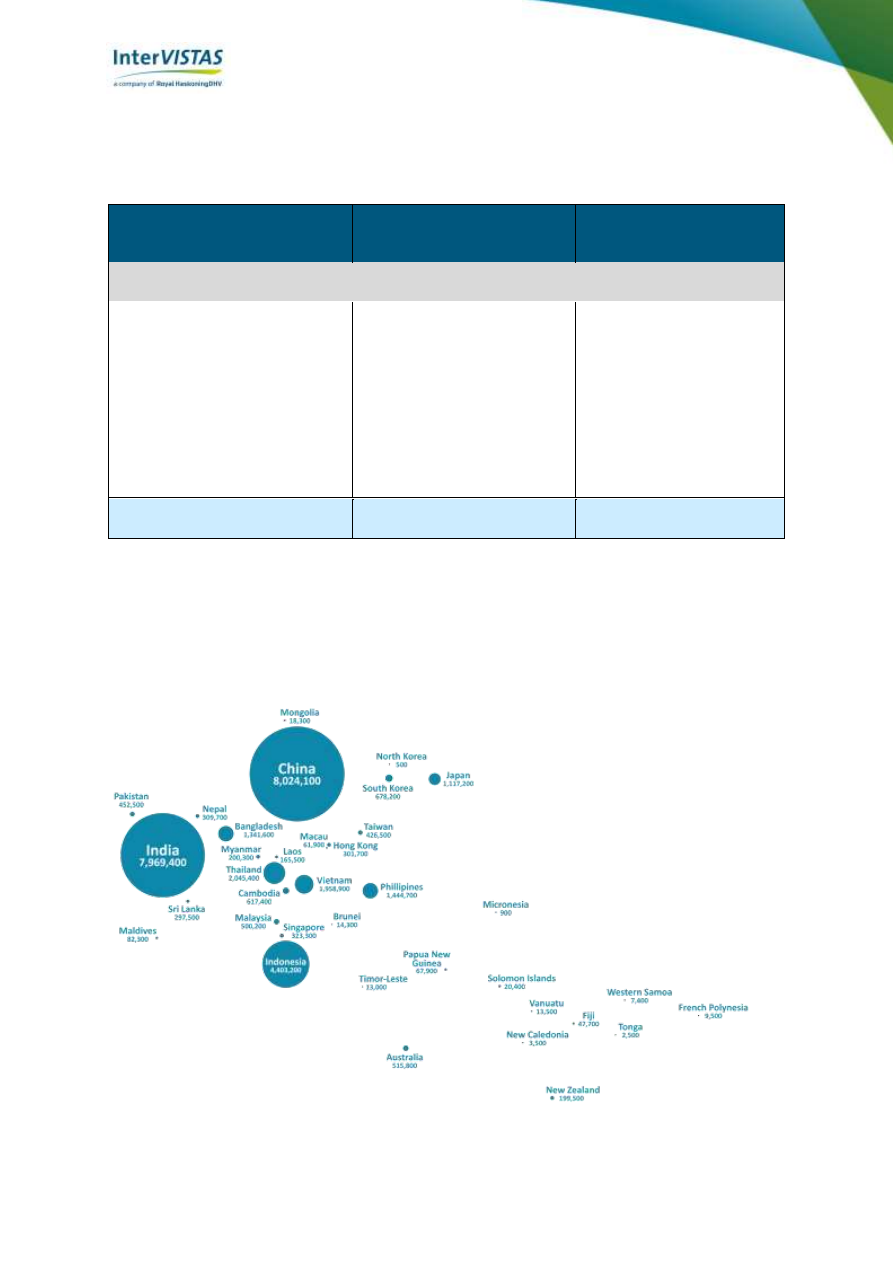 InterVISTAS
a company of Royal HaskoningDHV
Mongolia
18,300
China
8,024,100
North Korea
500
South Korea
678,200
Japan
1,117,200
Pakistan
452,500
Nepal
309,700
India
7,969,400
Bangladesh
1,341,600
Macau
61,900
Hong Kong
301,700
Taiwan
426,500
Myanmar
200,300
Laos
165,500
Thailand
2,045,400
Vietnam
1,958,900
Phillipines
1,444,700
Cambodia
617,400
Sri Lanka
297,500
Maldives
82,300
Malaysia
500,200
Singapore
323,300
Brunei
14,300
Micronesia
900
Indonesia
4,403,200
Papua New
Guinea
67,900
Timor-Leste
13,000
Solomon Islands
20,400
Western Samoa
7,400
French Polynesia
9,500
Vanuatu
13,500
Fiji
47,700
Tonga
2,500
New Caledonia
3,500
Australia
515,800
New Zealand
199,500